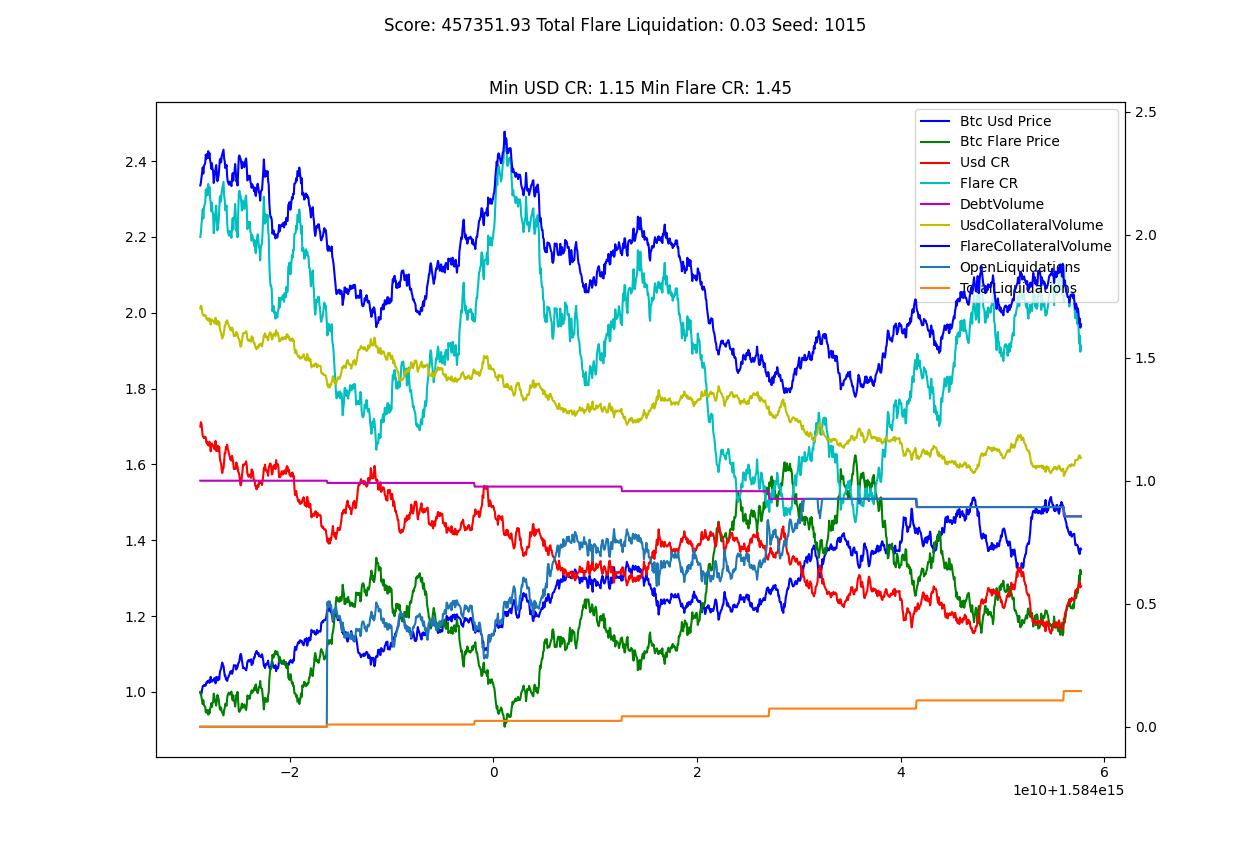 Score: 457351.93 Total Flare Liquidation: 0.03 Seed: 1015
Min USD CR: 1.15 Min Flare CR: 1.45
Btc Usd Price
Btc Flare Price
Usd CR
Flare CR
DebtVolume
UsdCollateralVolume
FlareCollateralVolume
OpenLiquidations
TotalLiquidations
2.4
2.2
2.0
1.8
1.6
1.4
1.2
1.0
2.5
2.0
1.5
1.0
0.5
0.0
−2 0 2 4 6
1e10+1.584e15